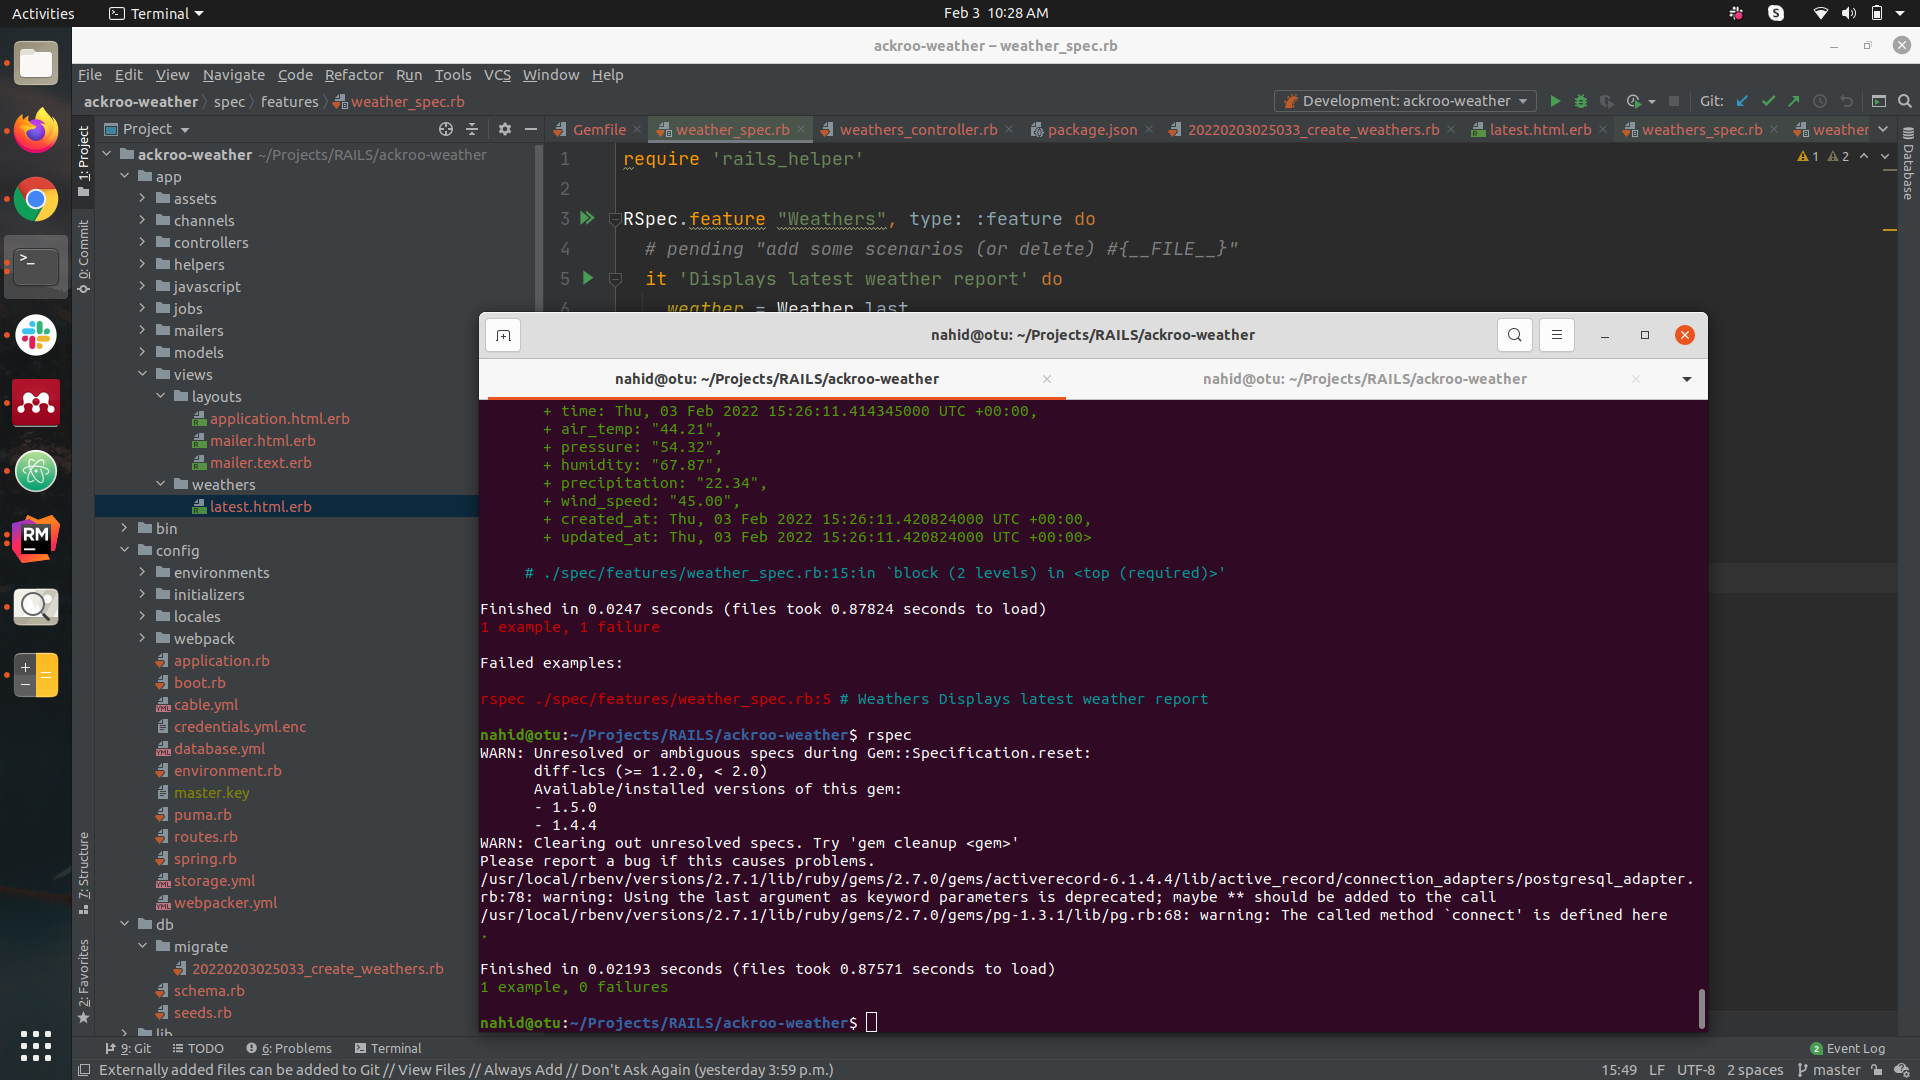 Activities
Terminal
Feb 3 10:28 AM
S
ackroo-weather – weather_spec.rb
File Edit View Navigate Code Refactor Run Tools VCS Window Help
ackroo-weather spec features weather_spec.rb
Development: ackroo-weather
Git:
1: Project
0: Commit
7: Structure
2: Favorites
Database
Project
ackroo-weather ~/Projects/RAILS/ackroo-weather
app
assets
channels
controllers
helpers
javascript
jobs
mailers
models
views
layouts
application.html.erb
mailer.html.erb
mailer.text.erb
weathers
latest.html.erb
bin
config
environments
initializers
locales
webpack
application.rb
boot.rb
cable.yml
credentials.yml.enc
database.yml
environment.rb
master.key
puma.rb
routes.rb
spring.rb
storage.yml
webpacker.yml
db
migrate
20220203025033_create_weathers.rb
schema.rb
seeds.rb
lib
RM
Gemfile weather_spec.rb weathers_controller.rb package.json 20220203025033_create_weathers.rb latest.html.erb weathers_spec.rb weather
1 2
1 require 'rails_helper'
2
3 RSpec.feature "Weathers", type: :feature do
4 # pending "add some scenarios (or delete) #{__FILE__}"
5 it 'Displays latest weather report' do
6 weather = Weather.last
nahid@otu: ~/Projects/RAILS/ackroo-weather
nahid@otu: ~/Projects/RAILS/ackroo-weather
nahid@otu: ~/Projects/RAILS/ackroo-weather
+ time: Thu, 03 Feb 2022 15:26:11.414345000 UTC +00:00,
+ air_temp: "44.21",
+ pressure: "54.32",
+ humidity: "67.87",
+ precipitation: "22.34",
+ wind_speed: "45.00",
+ created_at: Thu, 03 Feb 2022 15:26:11.420824000 UTC +00:00,
+ updated_at: Thu, 03 Feb 2022 15:26:11.420824000 UTC +00:00>
# ./spec/features/weather_spec.rb:15:in `block (2 levels) in <top (required)>'
Finished in 0.0247 seconds (files took 0.87824 seconds to load)
1 example, 1 failure
Failed examples:
rspec ./spec/features/weather_spec.rb:5 # Weathers Displays latest weather report
nahid@otu:~/Projects/RAILS/ackroo-weather$ rspec
WARN: Unresolved or ambiguous specs during Gem::Specification.reset:
diff-lcs (>= 1.2.0, < 2.0)
Available/installed versions of this gem:
- 1.5.0
- 1.4.4
WARN: Clearing out unresolved specs. Try 'gem cleanup <gem>'
Please report a bug if this causes problems.
/usr/local/rbenv/versions/2.7.1/lib/ruby/gems/2.7.0/gems/activerecord-6.1.4.4/lib/active_record/connection_adapters/postgresql_adapter.
rb:78: warning: Using the last argument as keyword parameters is deprecated; maybe ** should be added to the call
/usr/local/rbenv/versions/2.7.1/lib/ruby/gems/2.7.0/gems/pg-1.3.1/lib/pg.rb:68: warning: The called method `connect' is defined here
.
Finished in 0.02193 seconds (files took 0.87571 seconds to load)
1 example, 0 failures
nahid@otu:~/Projects/RAILS/ackroo-weather$
9: Git TODO 6: Problems Terminal
2 Event Log
Externally added files can be added to Git // View Files // Always Add // Don't Ask Again (yesterday 3:59 p.m.)
15:49 LF UTF-8 2 spaces master